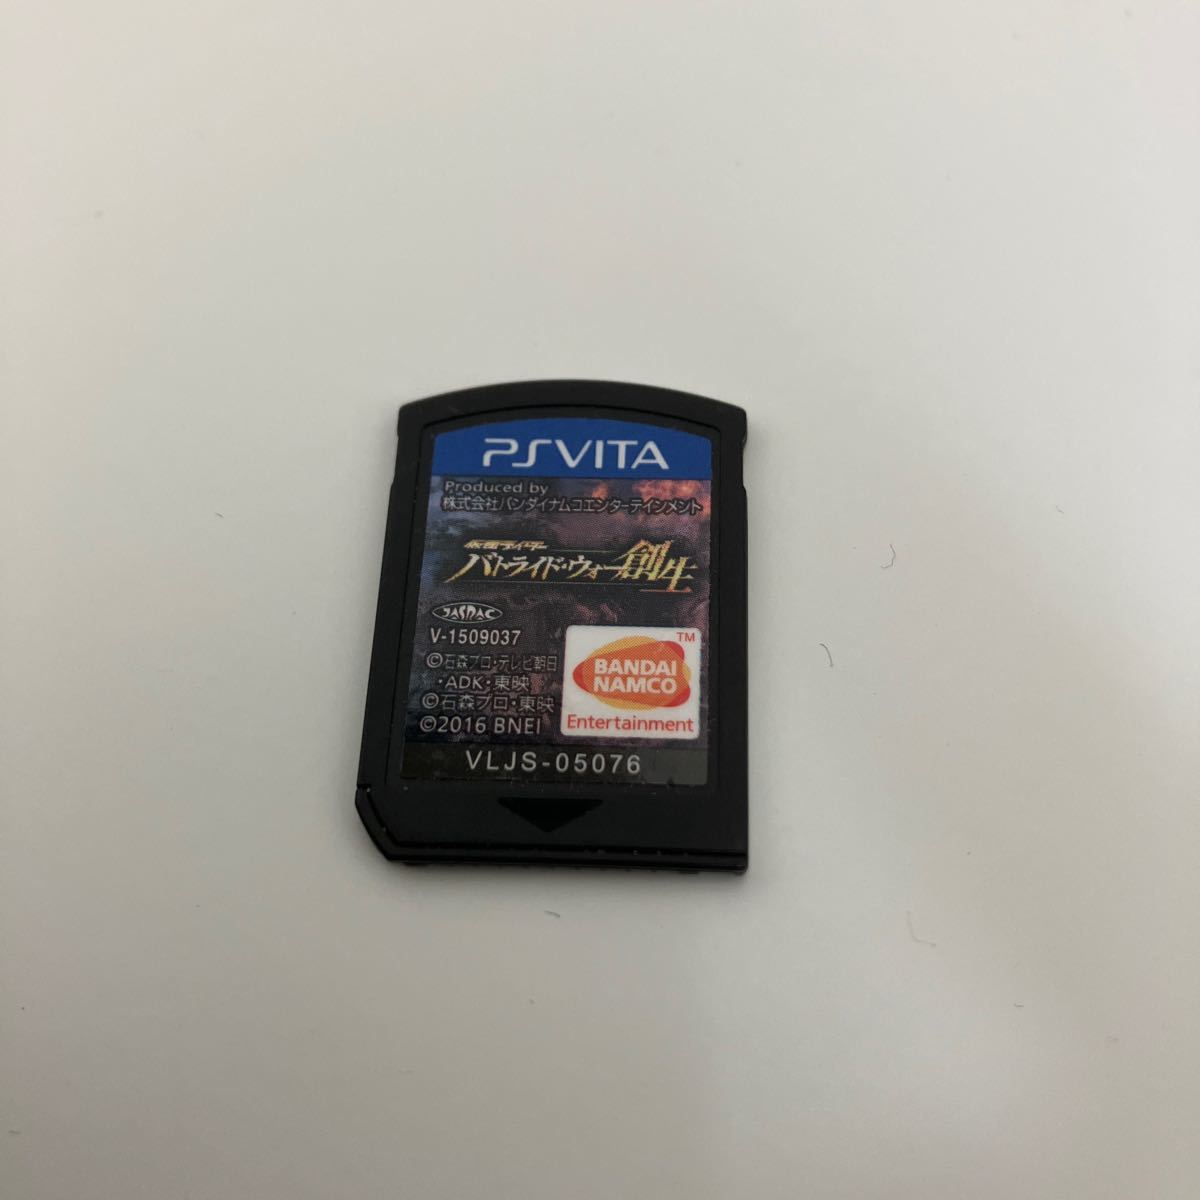 PSVITA
Produced by
株式会社バンダイナムコエンターテインメント
仮面ライダー
バトライド・ウォー創生
JASRAC
V-1509037
©石森プロ・テレビ朝日
・ADK・東映
©石森プロ・東映
©2016 BNEI
TM
BANDAI
NAMCO
Entertainment
VLJS-05076